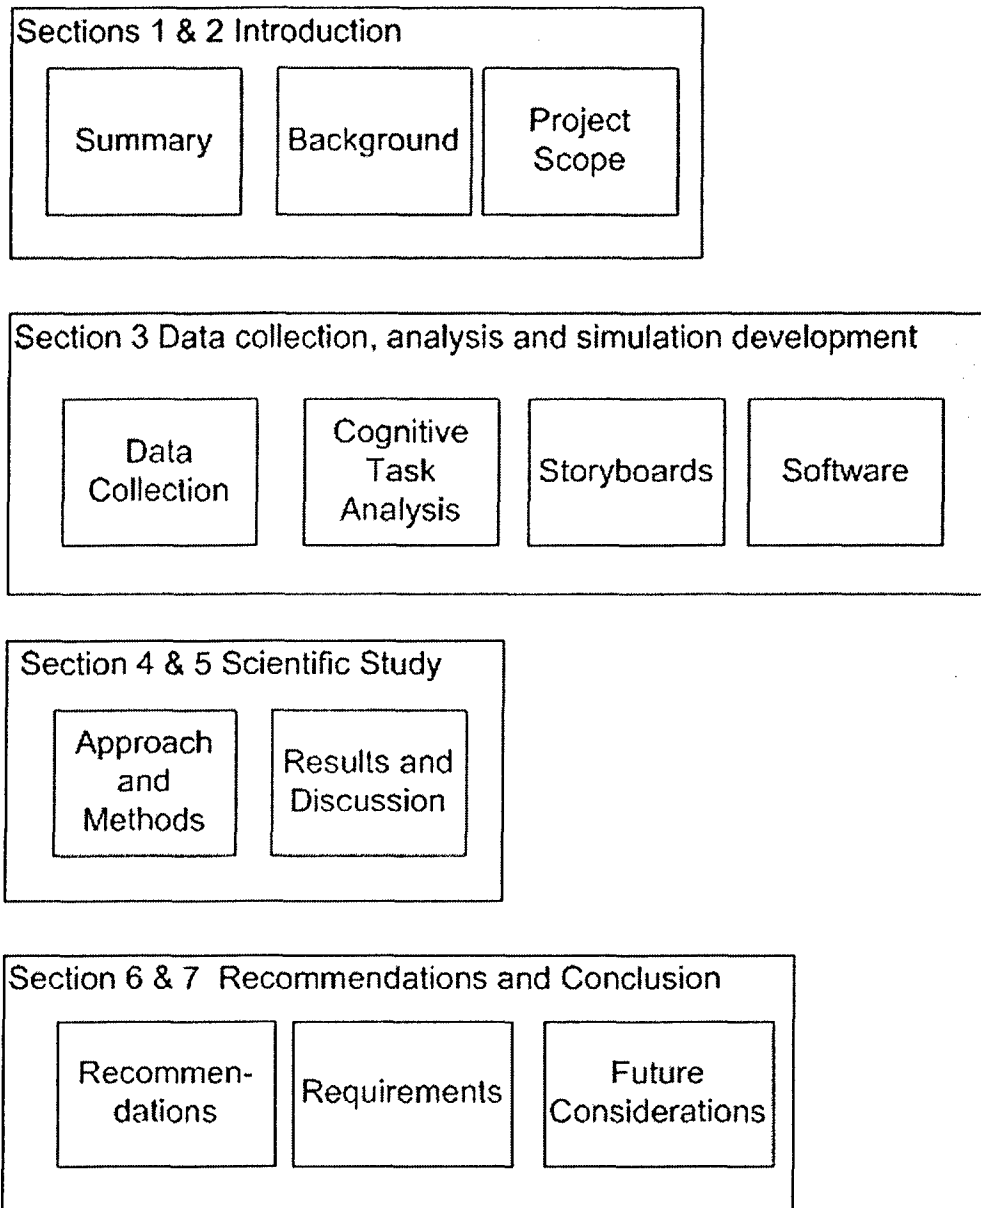 Sections 1 & 2 Introduction
Summary
Background
Project
Scope
Section 3 Data collection, analysis and simulation development
Data
Collection
Cognitive
Task
Analysis
Storyboards
Software
Section 4 & 5 Scientific Study
Approach
and
Methods
Results and
Discussion
Section 6 & 7 Recommendations and Conclusion
Recommen-
dations
Requirements
Future
Considerations